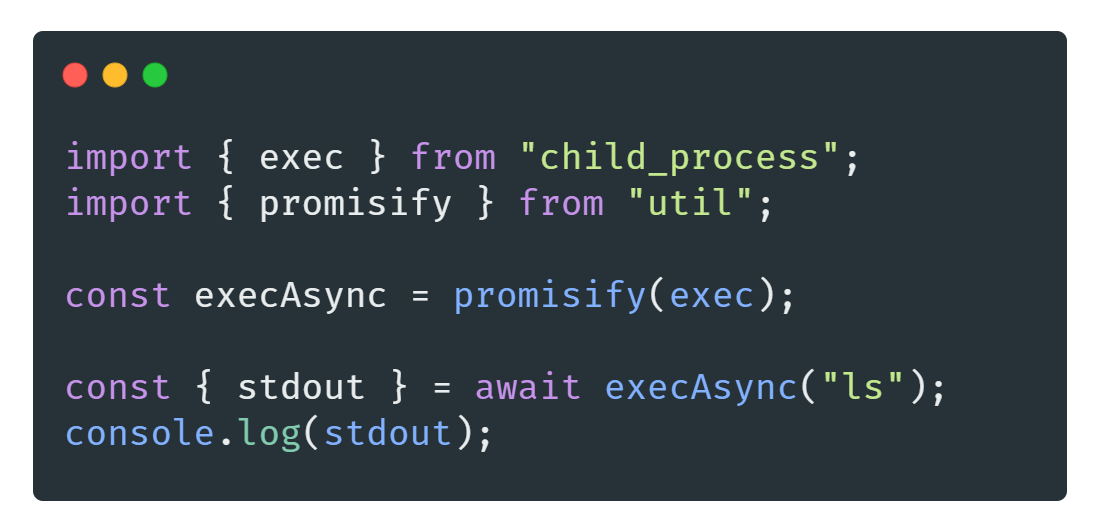 import { exec } from "child_process";
import { promisify } from "util";
const execAsync = promisify(exec);
const { stdout } = await execAsync("ls");
console.log(stdout);